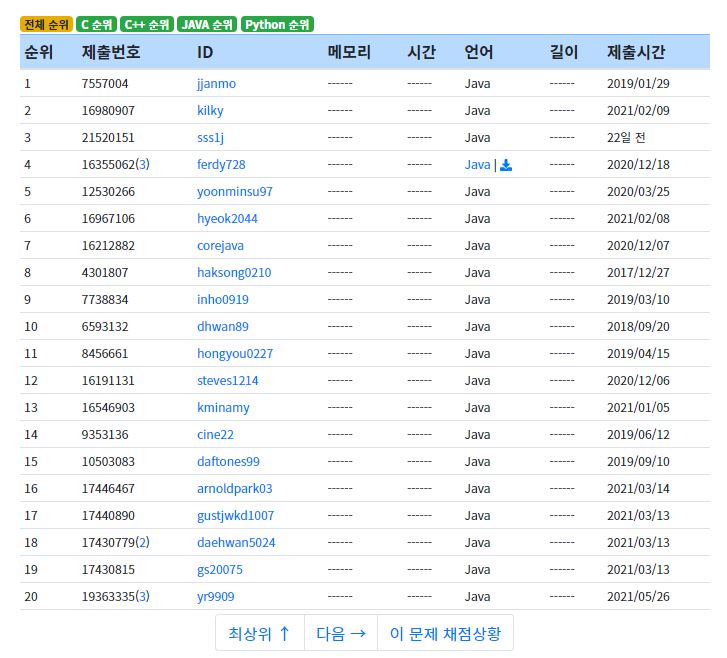 전체 순위 C 순위 C++ 순위 JAVA 순위 Python 순위
순위 제출번호 ID 메모리 시간 언어 길이 제출시간
1 7557004 jjanmo ------ ------ Java ------ 2019/01/29
2 16980907 kilky ------ ------ Java ------ 2021/02/09
3 21520151 sss1j ------ ------ Java ------ 22일 전
4 16355062(3) ferdy728 ------ ------ Java | ------ 2020/12/18
5 12530266 yoonminsu97 ------ ------ Java ------ 2020/03/25
6 16967106 hyeok2044 ------ ------ Java ------ 2021/02/08
7 16212882 corejava ------ ------ Java ------ 2020/12/07
8 4301807 haksong0210 ------ ------ Java ------ 2017/12/27
9 7738834 inho0919 ------ ------ Java ------ 2019/03/10
10 6593132 dhwan89 ------ ------ Java ------ 2018/09/20
11 8456661 hongyou0227 ------ ------ Java ------ 2019/04/15
12 16191131 steves1214 ------ ------ Java ------ 2020/12/06
13 16546903 kminamy ------ ------ Java ------ 2021/01/05
14 9353136 cine22 ------ ------ Java ------ 2019/06/12
15 10503083 daftones99 ------ ------ Java ------ 2019/09/10
16 17446467 arnoldpark03 ------ ------ Java ------ 2021/03/14
17 17440890 gustjwkd1007 ------ ------ Java ------ 2021/03/13
18 17430779(2) daehwan5024 ------ ------ Java ------ 2021/03/13
19 17430815 gs20075 ------ ------ Java ------ 2021/03/13
20 19363335(3) yr9909 ------ ------ Java ------ 2021/05/26
최상위 ↑ 다음 → 이 문제 채점상황